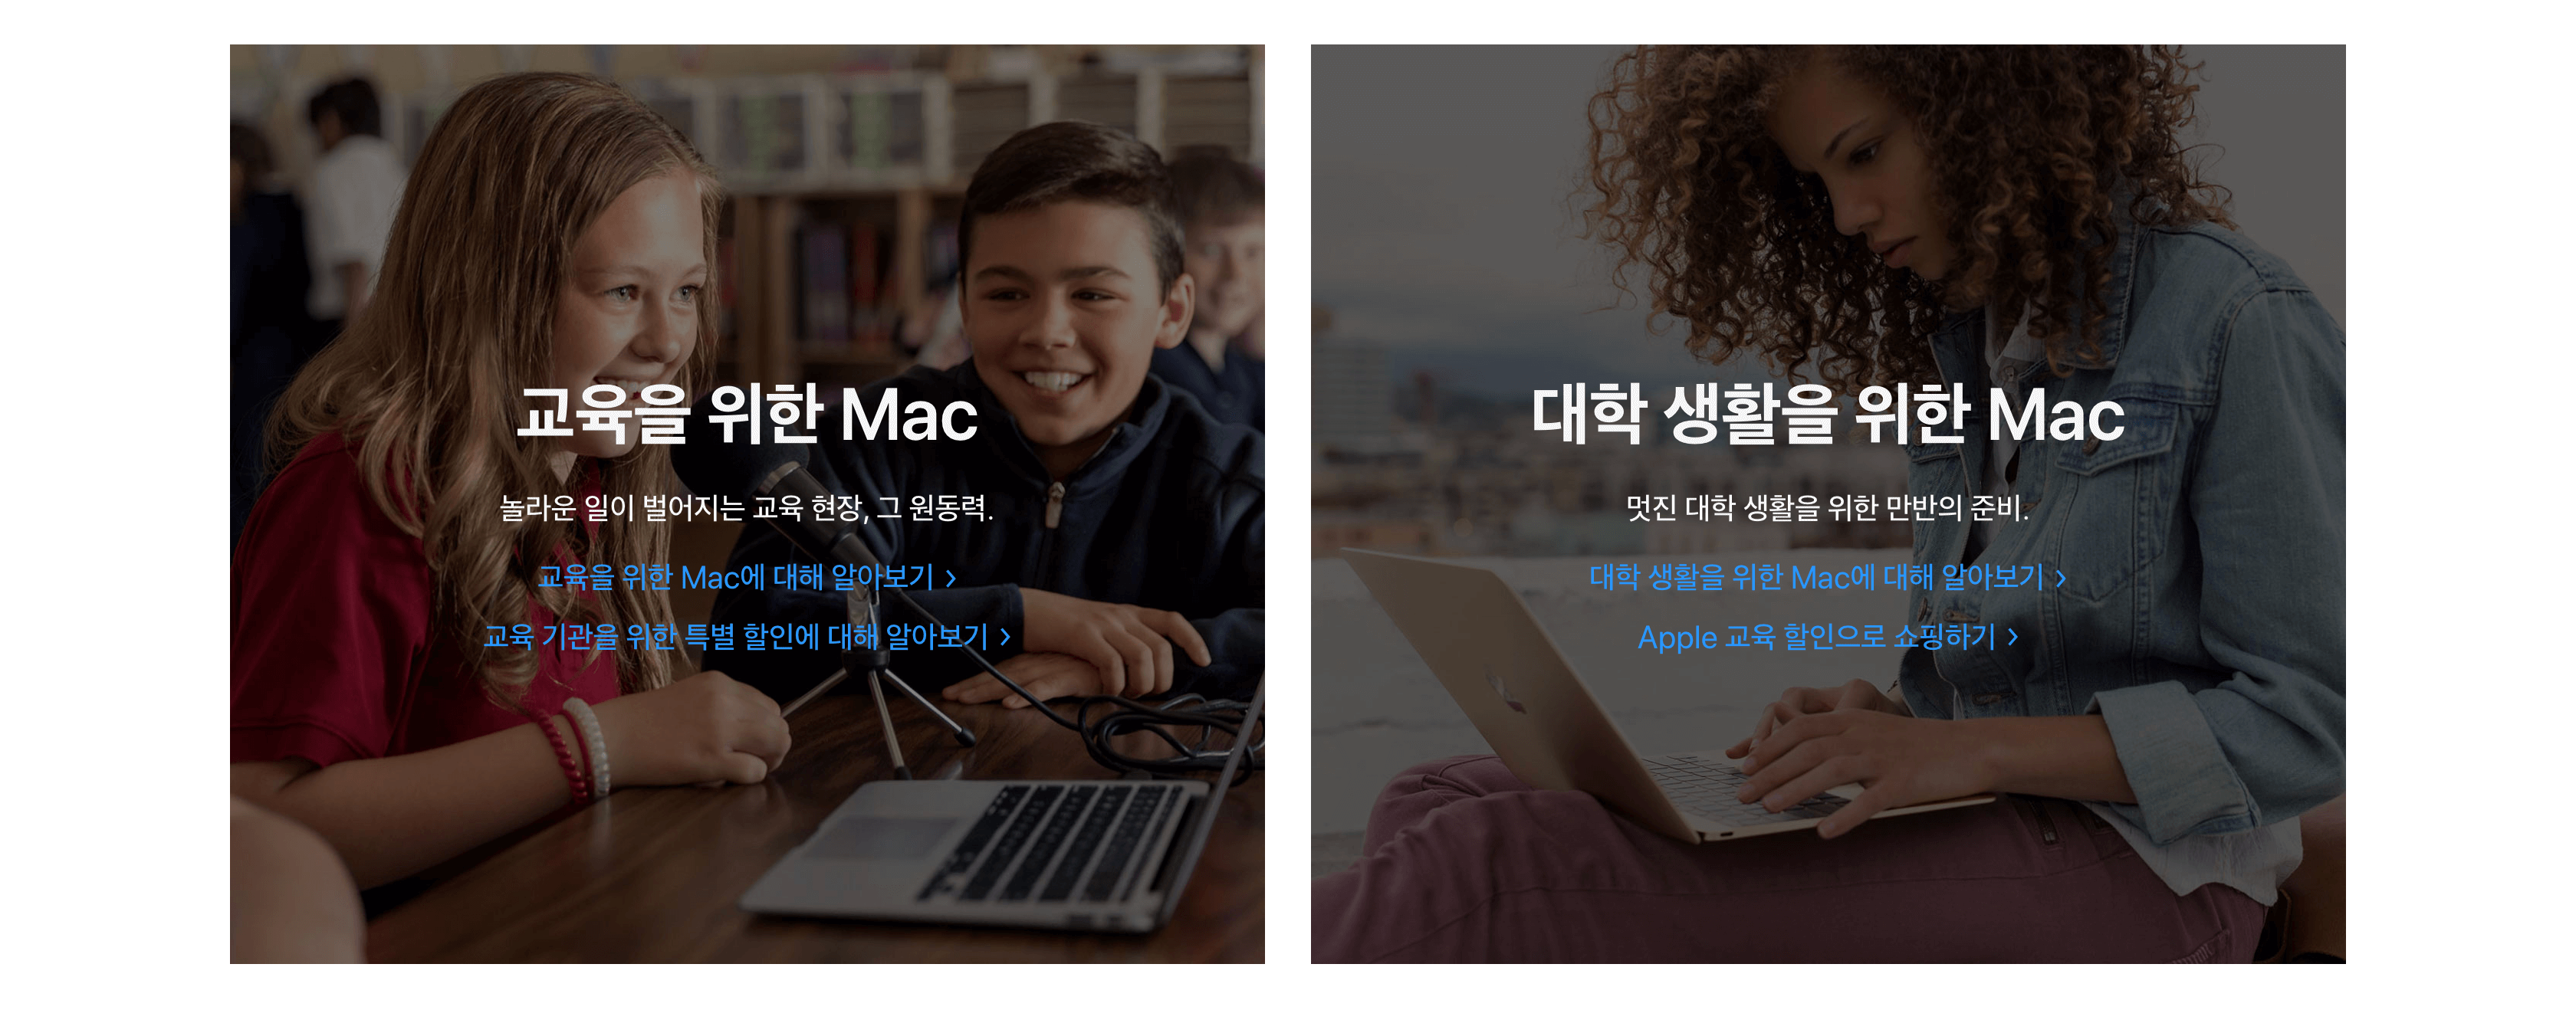 교육을 위한 Mac
놀라운 일이 벌어지는 교육 현장, 그 원동력.
교육을 위한 Mac에 대해 알아보기 >
교육 기관을 위한 특별 할인에 대해 알아보기 >
대학 생활을 위한 Mac
멋진 대학 생활을 위한 만반의 준비.
대학 생활을 위한 Mac에 대해 알아보기 >
Apple 교육 할인으로 쇼핑하기 >